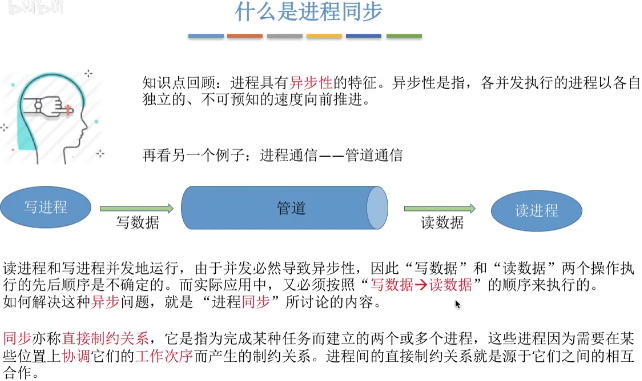 什么是进程同步
知识点回顾：进程具有异步性的特征。异步性是指，各并发执行的进程以各自
独立的、不可预知的速度向前推进。
再看另一个例子：进程通信——管道通信
写进程
写数据
管道
读数据
读进程
读进程和写进程并发地运行，由于并发必然导致异步性，因此“写数据”和“读数据”两个操作执
行的先后顺序是不确定的。而实际应用中，又必须按照“写数据→读数据”的顺序来执行的。
如何解决这种异步问题，就是“进程同步”所讨论的内容。
同步亦称直接制约关系，它是指为完成某种任务而建立的两个或多个进程，这些进程因为需要在某
些位置上协调它们的工作次序而产生的制约关系。进程间的直接制约关系就是源于它们之间的相互
合作。